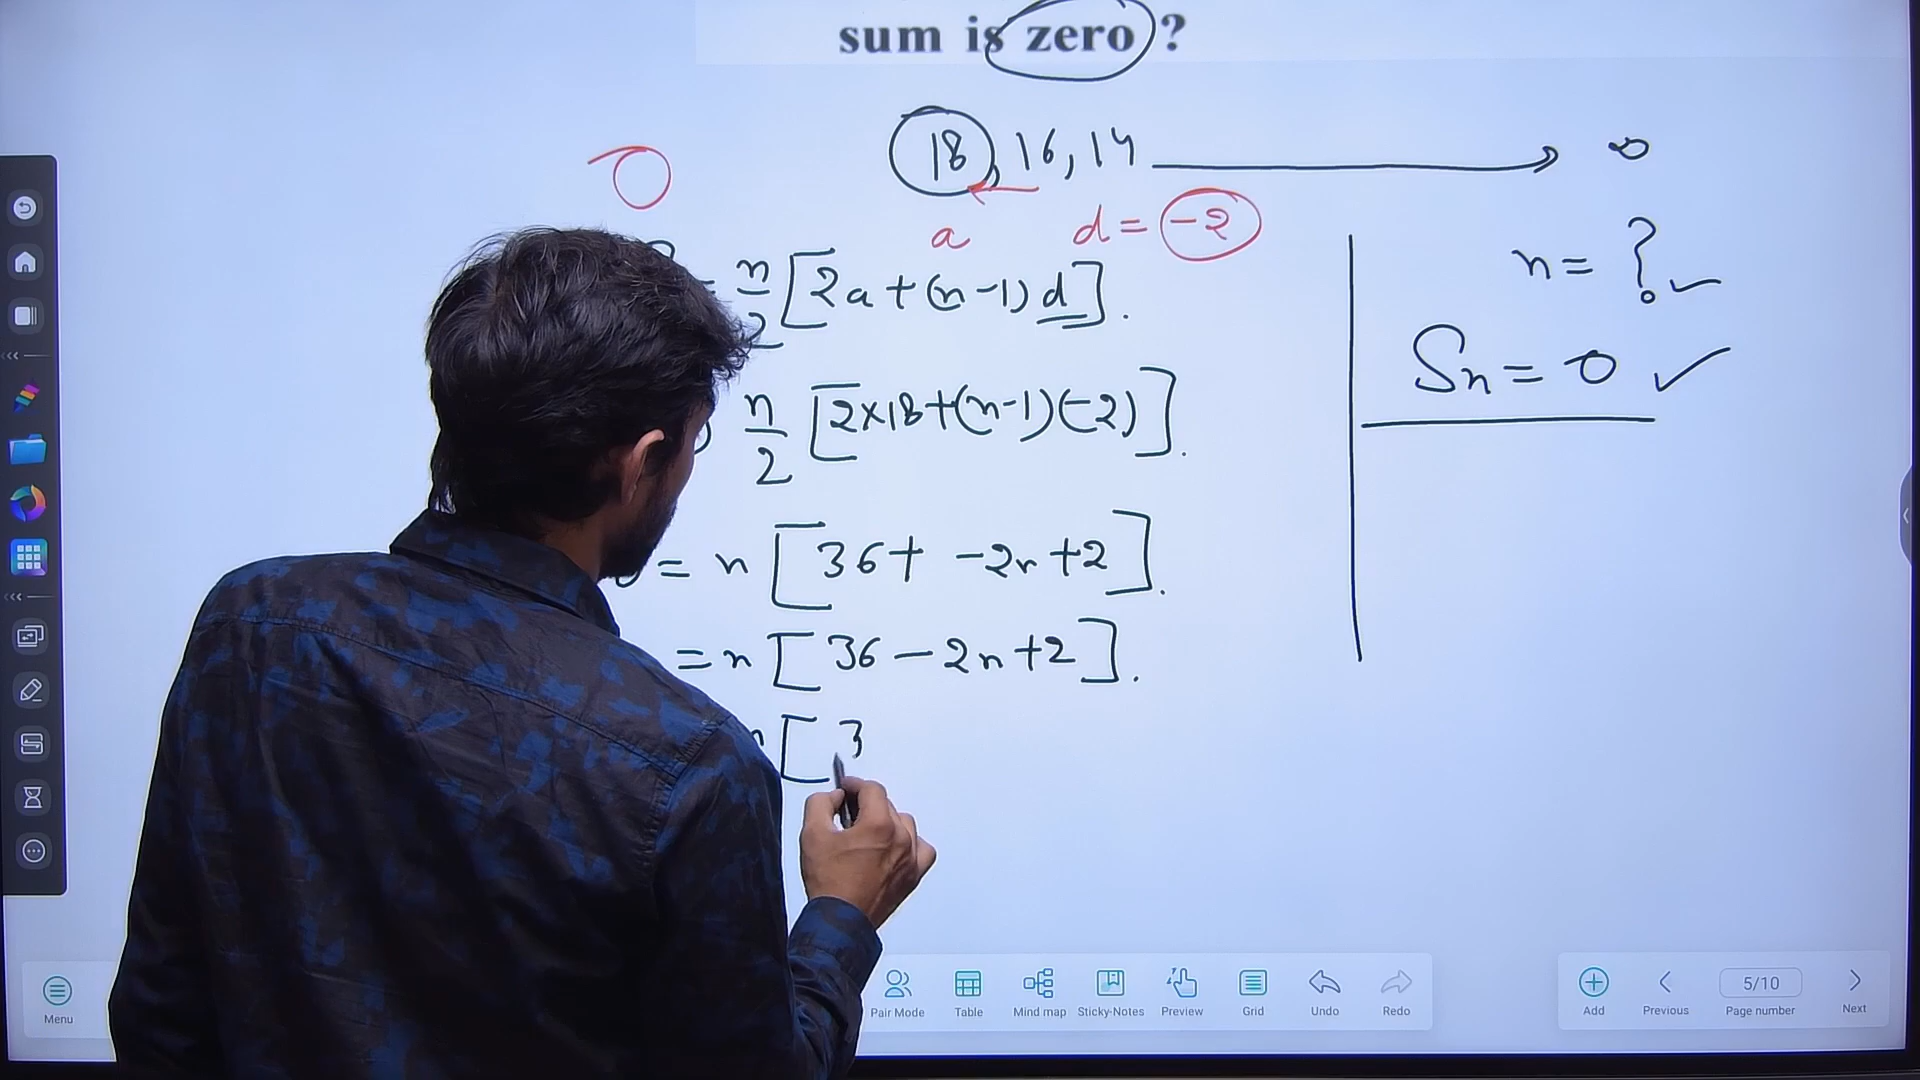 sum is zero ?
18, 16, 14 ∞
a d = -2
n/2 [2a+(n-1)d].
n = ?
Sn = 0
n/2 [2×18+(n-1)(-2)].
= n [36+ -2n+2].
= n [36-2n+2].
[3
Menu
Pair Mode
Table
Mind map
Sticky-Notes
Preview
Grid
Undo
Redo
Add
Previous
5/10
Page number
Next